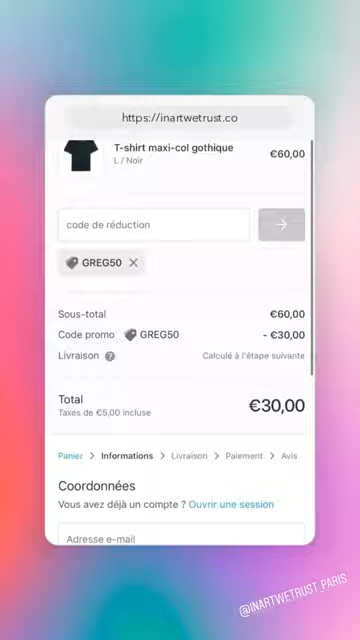 https://inartwetrust.co
T-shirt maxi-col gothique
€60,00
L / Noir
code de réduction
GREG50
Sous-total €60,00
Code promo GREG50 - €30,00
Livraison ? Calculé à l'étape suivante
Total
€30,00
Taxes de €5,00 incluse
Panier > Informations > Livraison > Paiement > Avis
Coordonnées
Vous avez déjà un compte ? Ouvrir une session
Adresse e-mail
@INARTWETRUST_PARIS